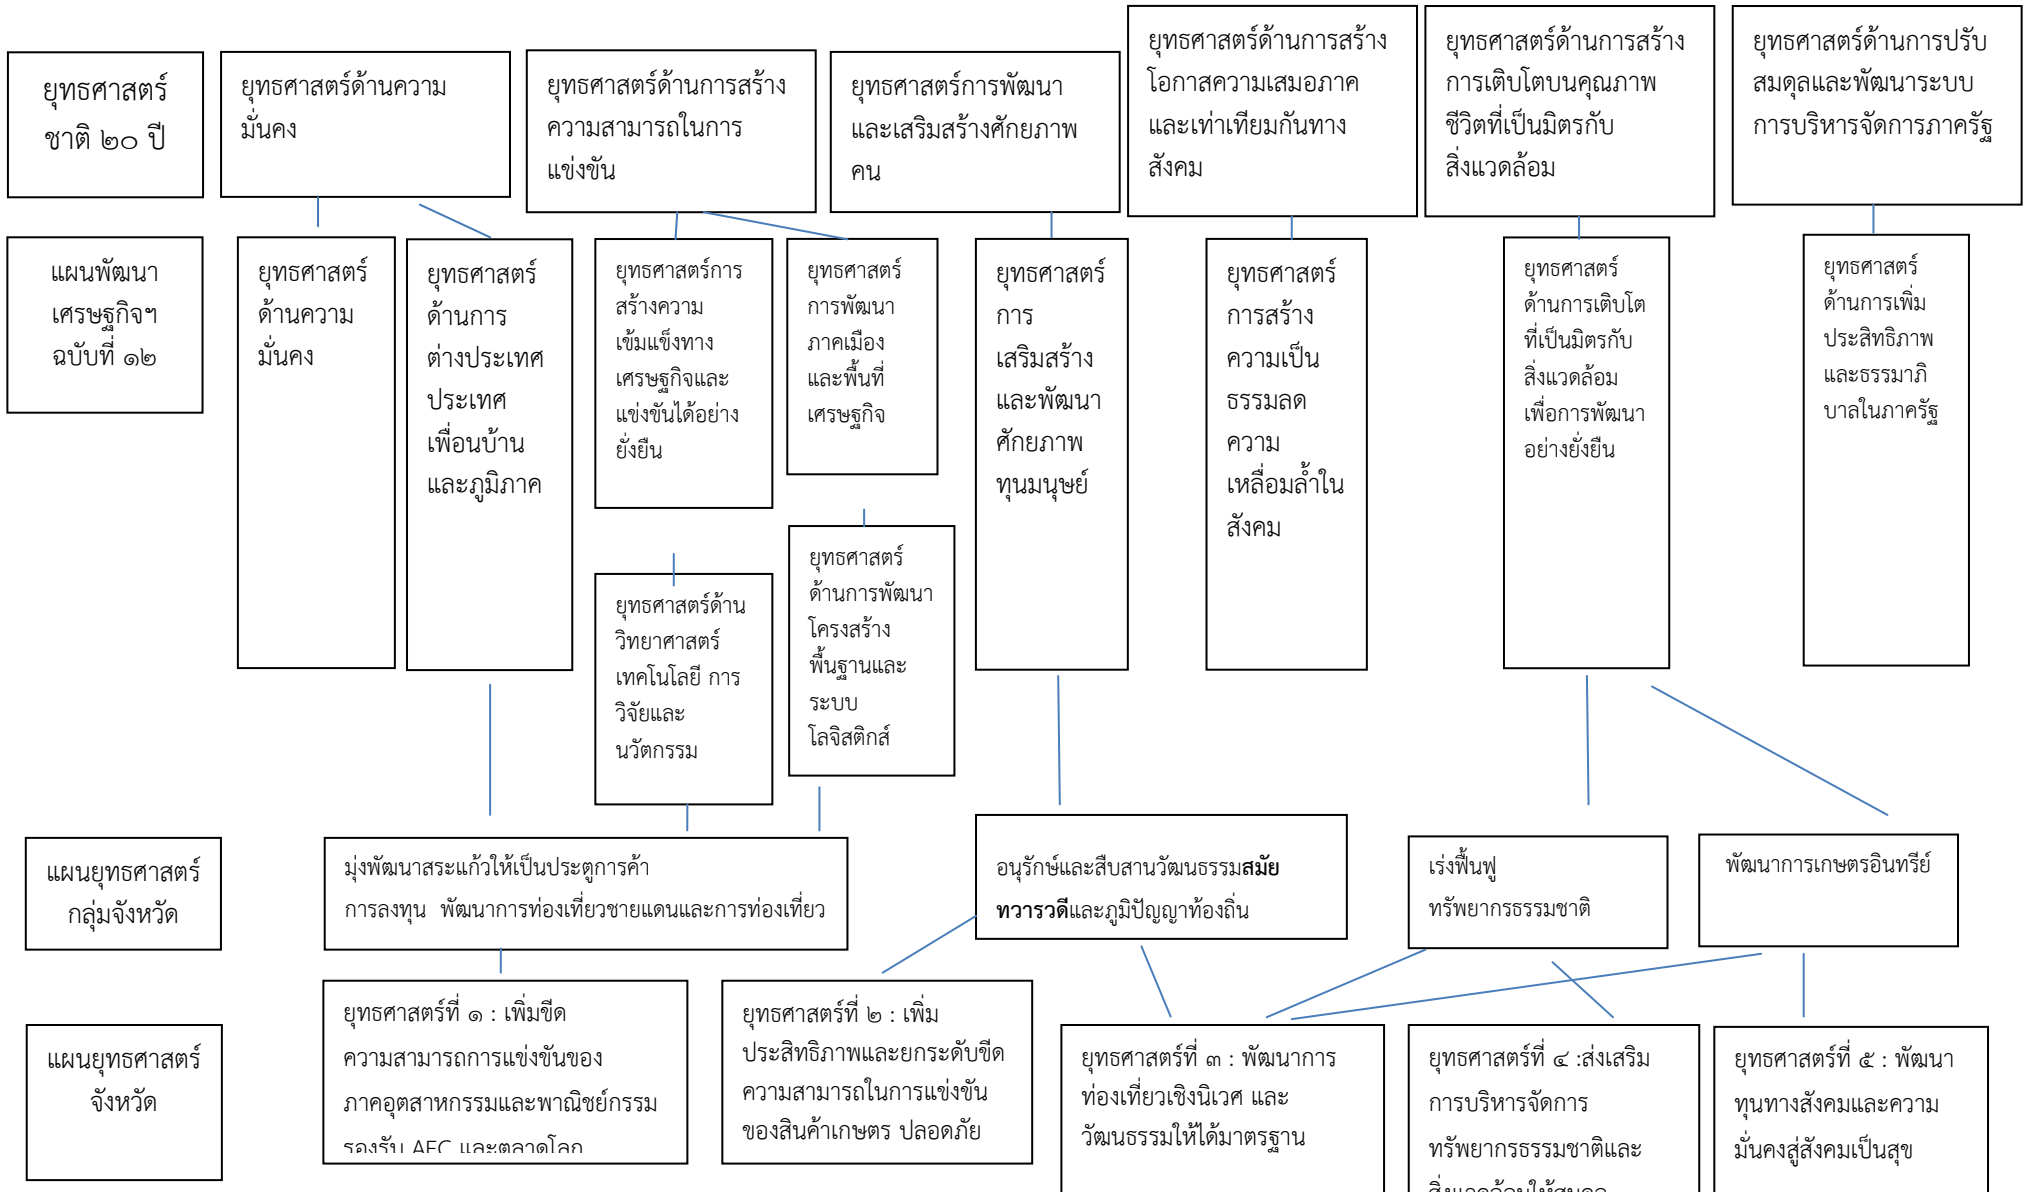 ยุทธศาสตร์
ชาติ ๒๐ ปี
ยุทธศาสตร์ด้านความ
มั่นคง
ยุทธศาสตร์ด้านการสร้าง
ความสามารถในการ
แข่งขัน
ยุทธศาสตร์การพัฒนา
และเสริมสร้างศักยภาพ
คน
ยุทธศาสตร์ด้านการสร้าง
โอกาสความเสมอภาค
และเท่าเทียมกันทาง
สังคม
ยุทธศาสตร์ด้านการสร้าง
การเติบโตบนคุณภาพ
ชีวิตที่เป็นมิตรกับ
สิ่งแวดล้อม
ยุทธศาสตร์ด้านการปรับ
สมดุลและพัฒนาระบบ
การบริหารจัดการภาครัฐ
แผนพัฒนา
เศรษฐกิจฯ
ฉบับที่ ๑๒
ยุทธศาสตร์
ด้านความ
มั่นคง
ยุทธศาสตร์
ด้านการ
ต่างประเทศ
ประเทศ
เพื่อนบ้าน
และภูมิภาค
ยุทธศาสตร์การ
สร้างความ
เข้มแข็งทาง
เศรษฐกิจและ
แข่งขันได้อย่าง
ยั่งยืน
ยุทธศาสตร์
การพัฒนา
ภาคเมือง
และพื้นที่
เศรษฐกิจ
ยุทธศาสตร์
การ
เสริมสร้าง
และพัฒนา
ศักยภาพ
ทุนมนุษย์
ยุทธศาสตร์
การสร้าง
ความเป็น
ธรรมลด
ความ
เหลื่อมล้ำใน
สังคม
ยุทธศาสตร์
ด้านการเติบโต
ที่เป็นมิตรกับ
สิ่งแวดล้อม
เพื่อการพัฒนา
อย่างยั่งยืน
ยุทธศาสตร์
ด้านการเพิ่ม
ประสิทธิภาพ
และธรรมาภิ
บาลในภาครัฐ
ยุทธศาสตร์ด้าน
วิทยาศาสตร์
เทคโนโลยี การ
วิจัยและ
นวัตกรรม
ยุทธศาสตร์
ด้านการพัฒนา
โครงสร้าง
พื้นฐานและ
ระบบ
โลจิสติกส์
แผนยุทธศาสตร์
กลุ่มจังหวัด
มุ่งพัฒนาสระแก้วให้เป็นประตูการค้า
การลงทุน พัฒนาการท่องเที่ยวชายแดนและการท่องเที่ยว
อนุรักษ์และสืบสานวัฒนธรรมสมัย
ทวารวดีและภูมิปัญญาท้องถิ่น
เร่งฟื้นฟู
ทรัพยากรธรรมชาติ
พัฒนาการเกษตรอินทรีย์
แผนยุทธศาสตร์
จังหวัด
ยุทธศาสตร์ที่ ๑ : เพิ่มขีด
ความสามารถการแข่งขันของ
ภาคอุตสาหกรรมและพาณิชย์กรรม
รองรับ AEC และตลาดโลก
ยุทธศาสตร์ที่ ๒ : เพิ่ม
ประสิทธิภาพและยกระดับขีด
ความสามารถในการแข่งขัน
ของสินค้าเกษตร ปลอดภัย
ยุทธศาสตร์ที่ ๓ : พัฒนาการ
ท่องเที่ยวเชิงนิเวศ และ
วัฒนธรรมให้ได้มาตรฐาน
ยุทธศาสตร์ที่ ๔ :ส่งเสริม
การบริหารจัดการ
ทรัพยากรธรรมชาติและ
สิ่งแวดล้อมให้สมดุล
ยุทธศาสตร์ที่ ๕ : พัฒนา
ทุนทางสังคมและความ
มั่นคงสู่สังคมเป็นสุข